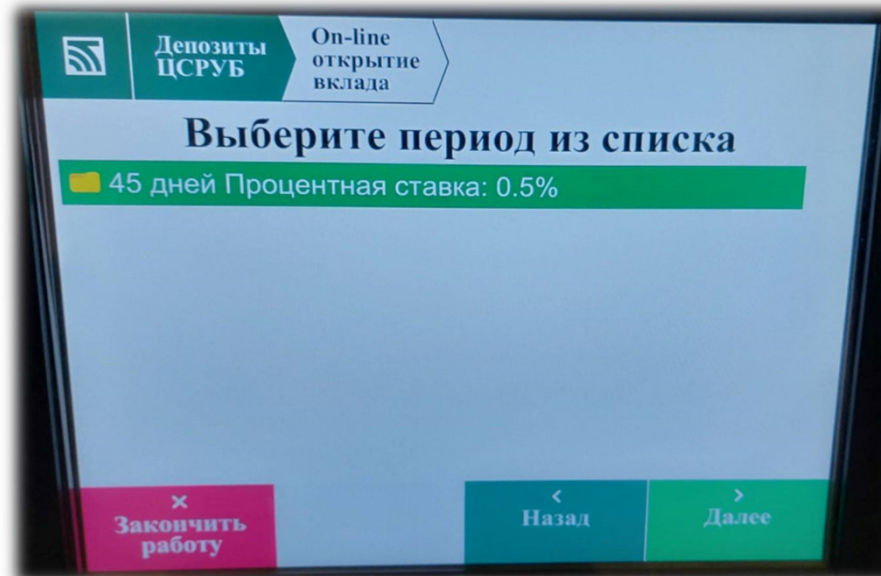 Депозиты
ЦСРУБ
On-line
открытие
вклада
Выберите период из списка
45 дней Процентная ставка: 0.5%
×
Закончить
работу
<
Назад
>
Далее